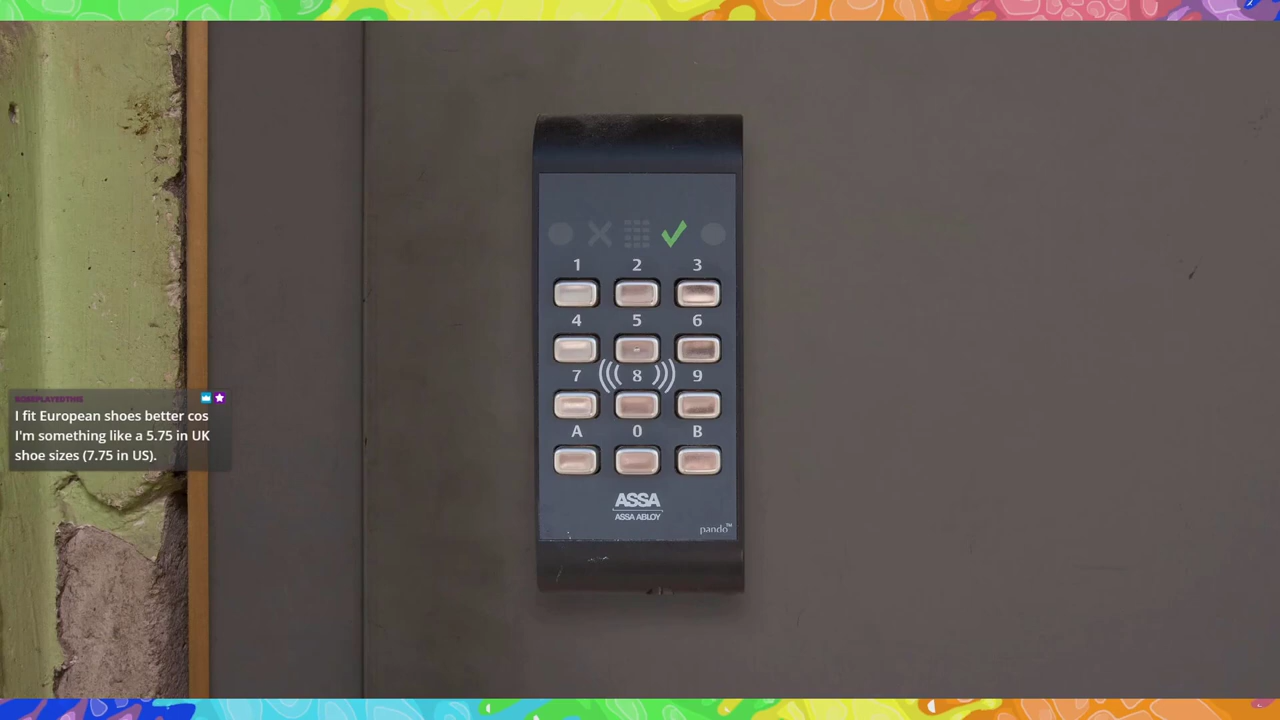 1 2 3
4 5 6
7 8 9
A 0 B
ASSA
ASSA ABLOY
pando™
BOBEPLAYEDTHIS
I fit European shoes better cos
I'm something like a 5.75 in UK
shoe sizes (7.75 in US).